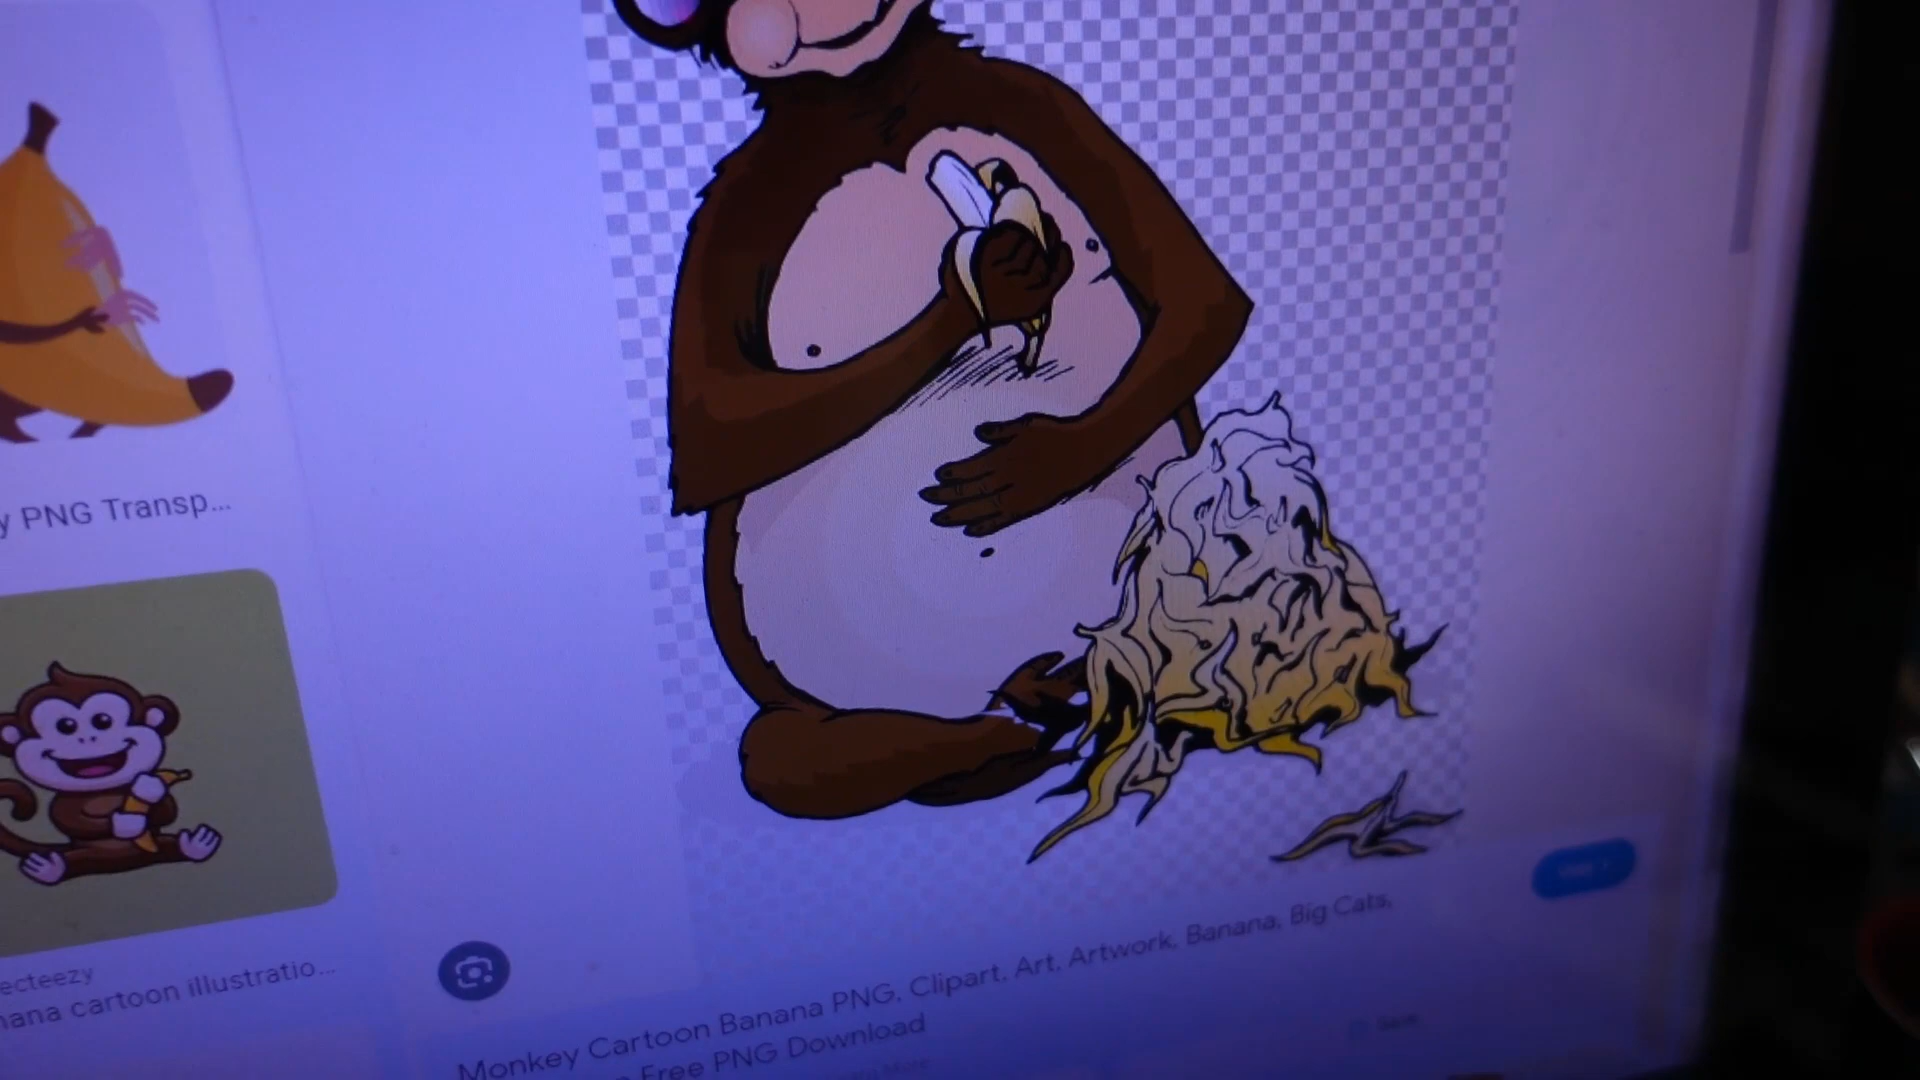 y PNG Transp...
ecteezy
nana cartoon illustratio...
Monkey Cartoon Banana PNG, Clipart, Art, Artwork, Banana, Big Cats,
Free PNG Download